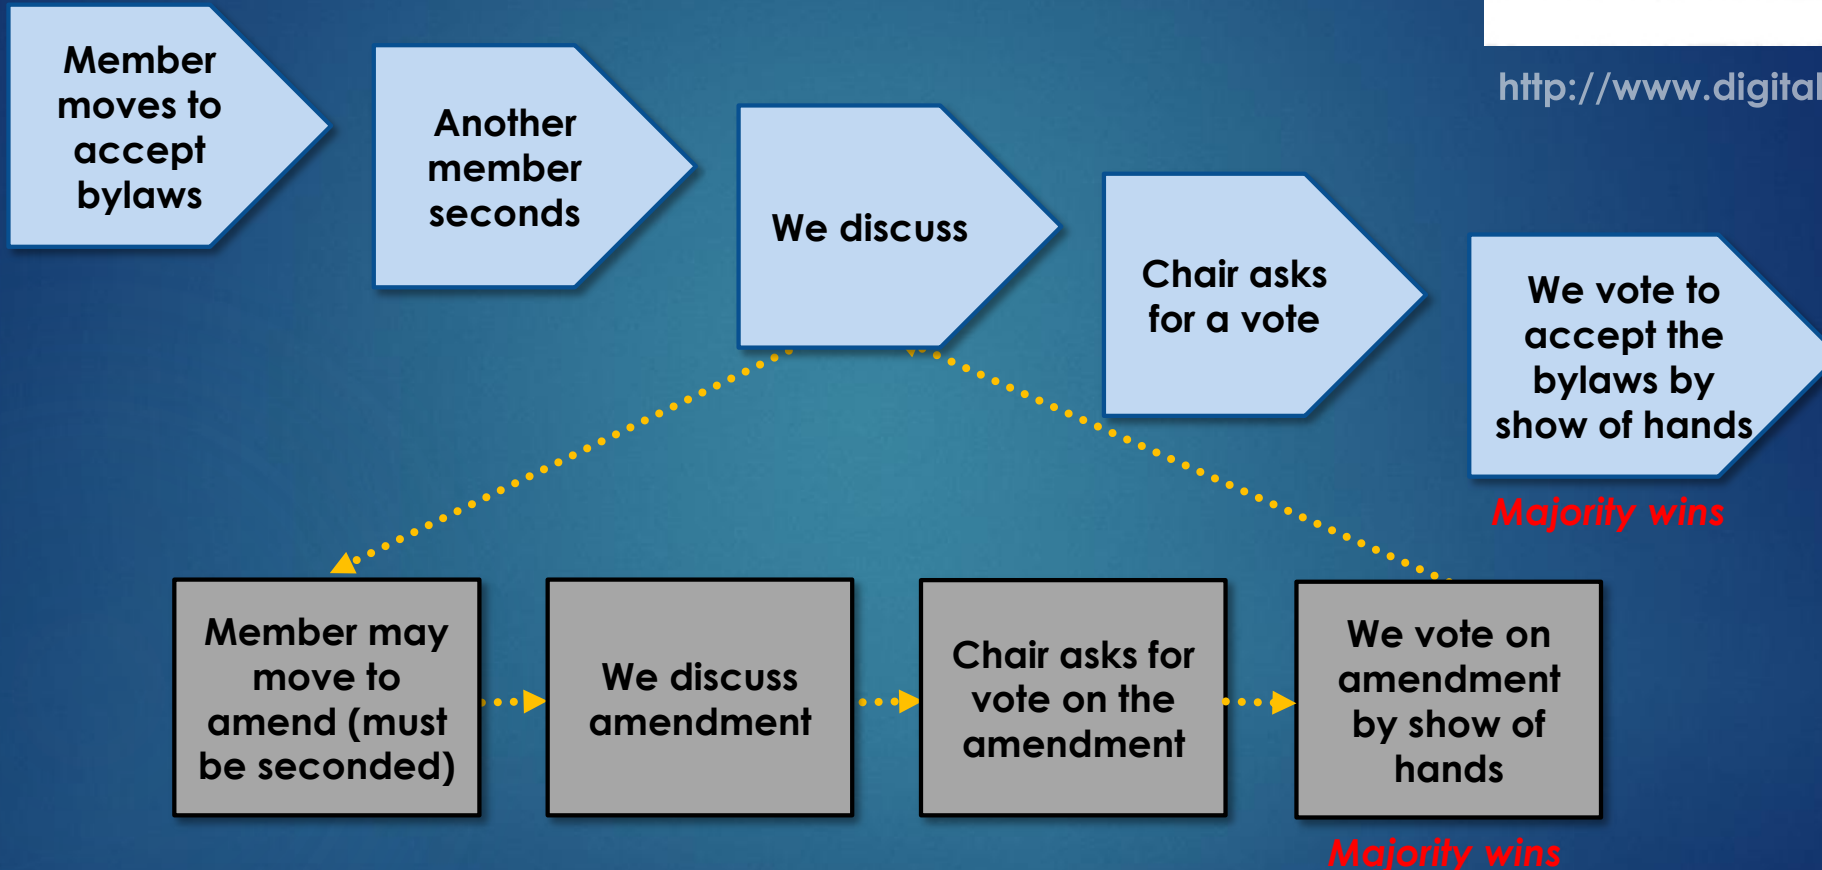 Member
moves to
accept
bylaws
Another
member
seconds
We discuss
Chair asks
for a vote
We vote to
accept the
bylaws by
show of hands
Majority wins
http://www.digital
Member may
move to
amend (must
be seconded)
We discuss
amendment
Chair asks for
vote on the
amendment
We vote on
amendment
by show of
hands
Majority wins